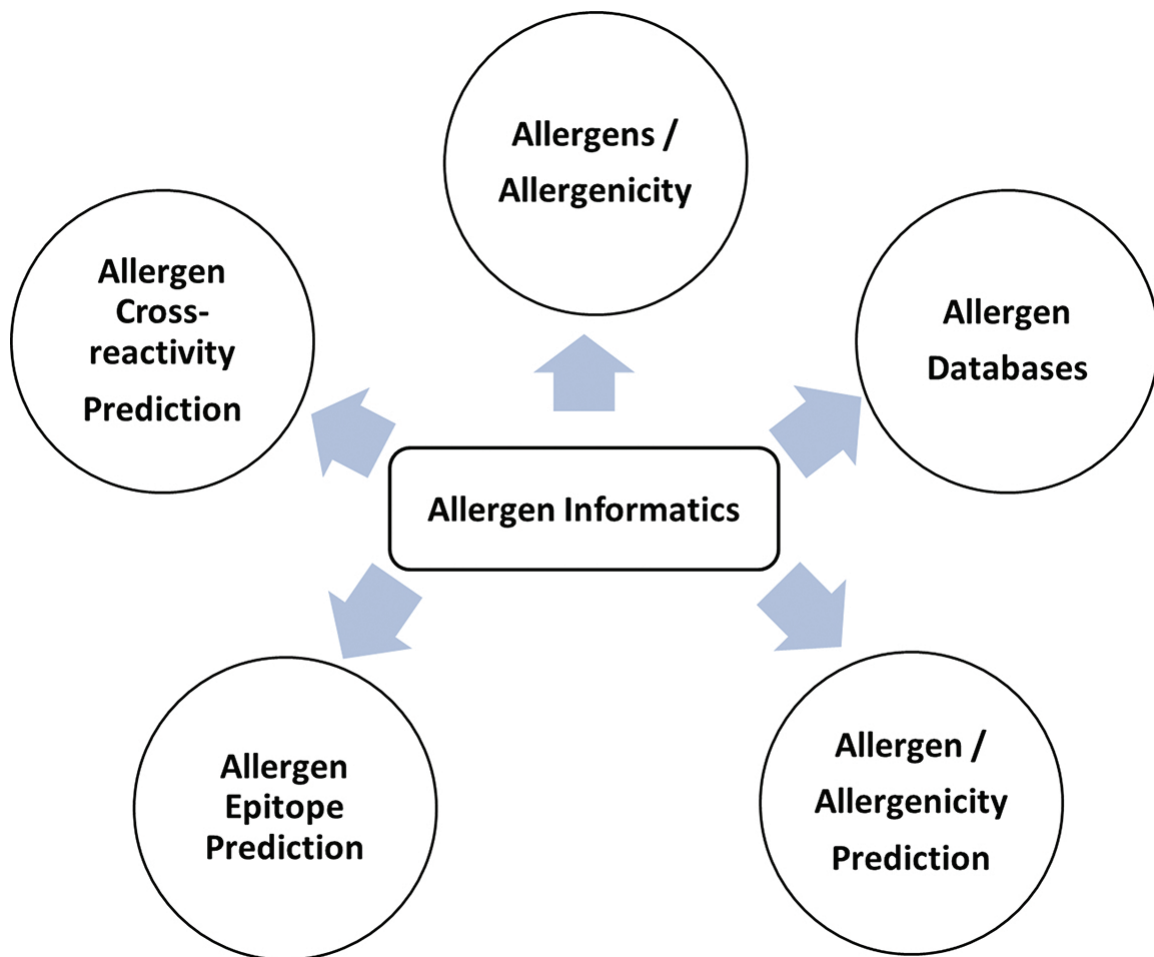 Allergens /
Allergenicity
Allergen
Databases
Allergen /
Allergenicity
Prediction
Allergen
Epitope
Prediction
Allergen
Cross-
reactivity
Prediction
Allergen Informatics